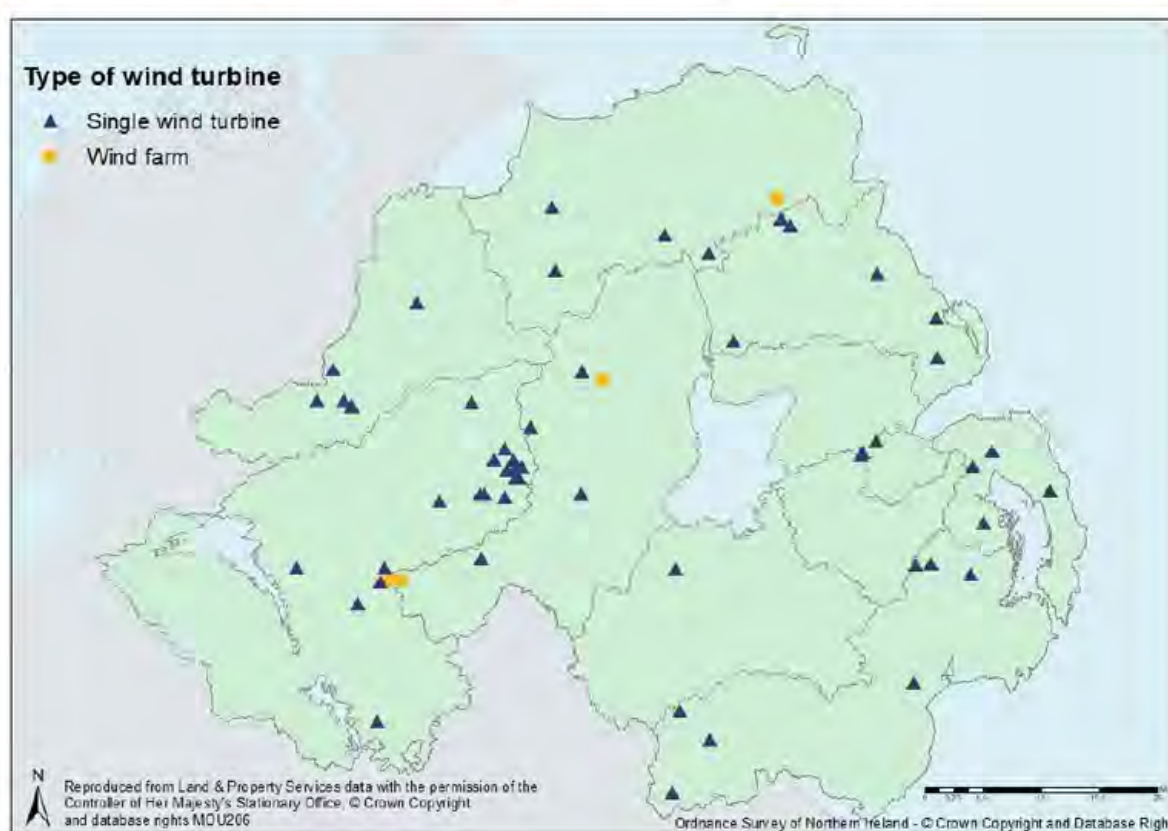 Type of wind turbine
Single wind turbine
Wind farm
N
Reproduced from Land & Property Services data with the permission of the
Controller of Her Majesty's Stationary Office, © Crown Copyright
and database rights MOU206
Ordnance Survey of Northern Ireland - © Crown Copyright and Database Righ